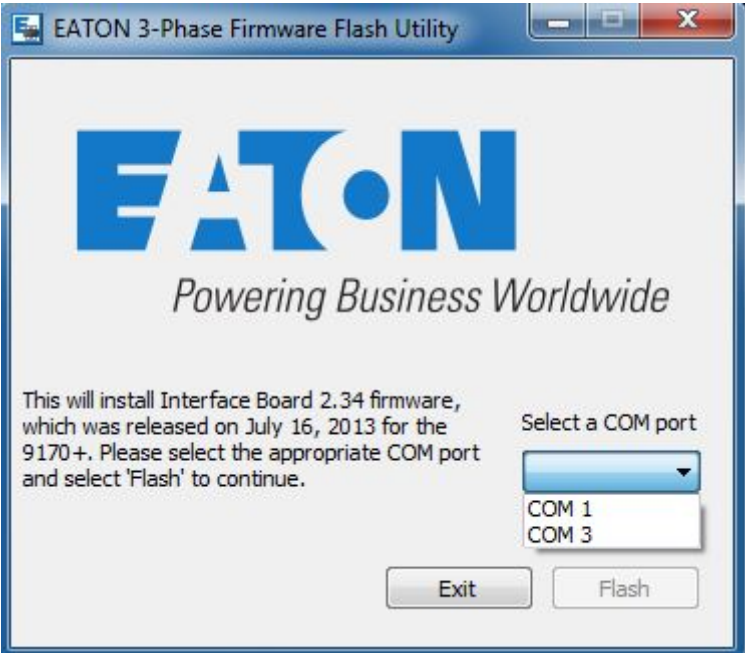 EATON 3-Phase Firmware Flash Utility
EATON
Powering Business Worldwide
This will install Interface Board 2.34 firmware,
which was released on July 16, 2013 for the
9170+. Please select the appropriate COM port
and select 'Flash' to continue.
Select a COM port
COM 1
COM 3
Exit
Flash